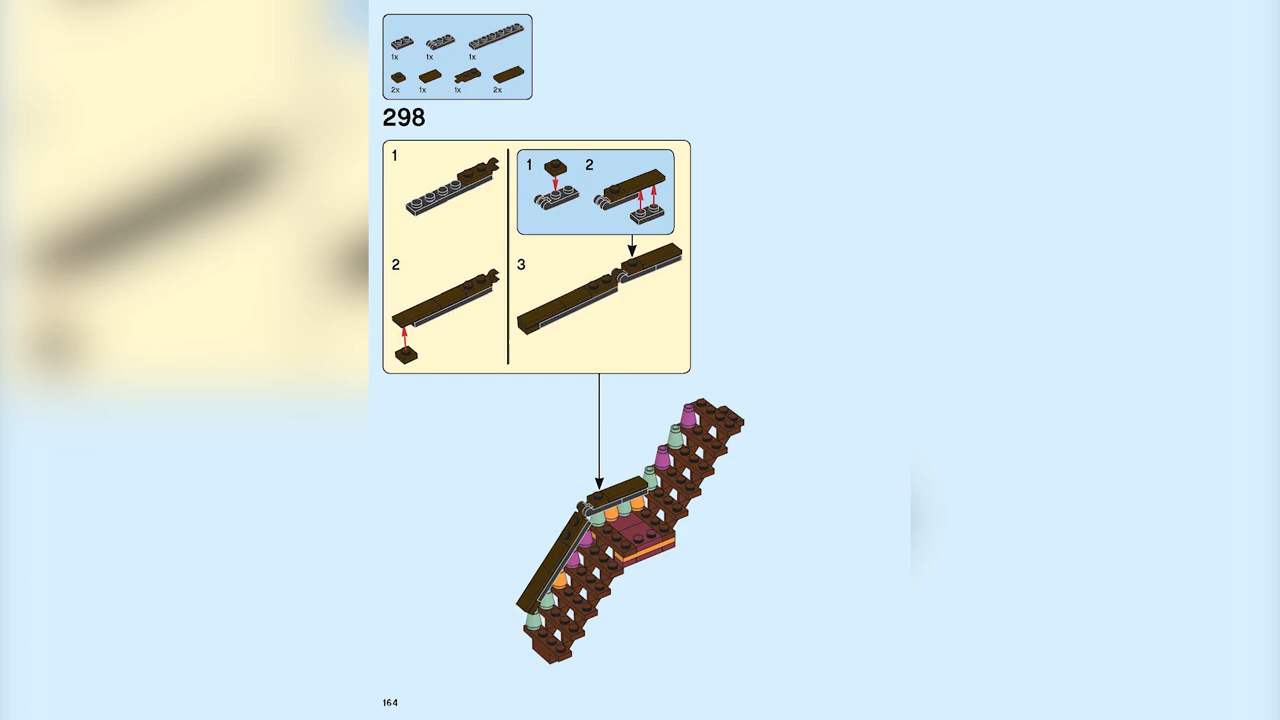 1x 1x 1x
2x 1x 1x 2x
298
1 1 2
2 3
164